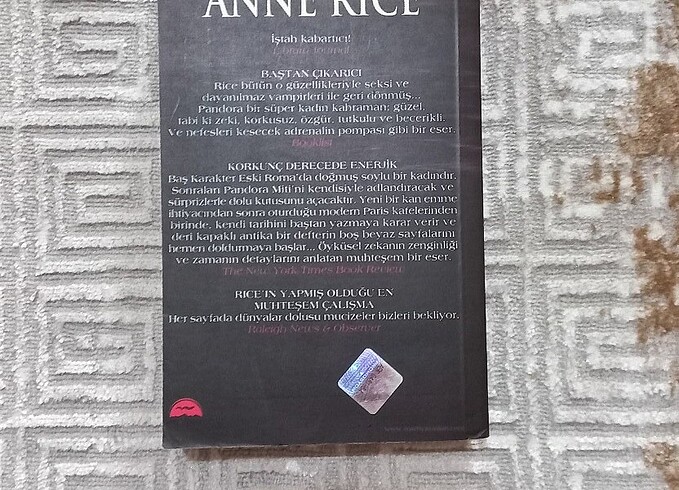 ANNE RICE
İştah kabartıcı!
Library Journal
BAŞTAN ÇIKARICI
Rice bütün o güzellikleriyle seksi ve
dayanılmaz vampirleri ile geri dönmüş...
Pandora bir süper kadın kahraman; güzel,
tabi ki zeki, korkusuz, özgür, tutkulu ve becerikli.
Ve nefesleri kesecek adrenalin pompası gibi bir eser.
Booklist
KORKUNÇ DERECEDE ENERJİK
Baş Karakter Eski Roma'da doğmuş soylu bir kadındır.
Sonraları Pandora Miti'ni kendisiyle adlandıracak ve
sürprizlerle dolu kutusunu açacaktır. Yeni bir kan emme
ihtiyacından sonra oturduğu modern Paris kafelerinden
birinde, kendi tarihini baştan yazmaya karar verir ve
deri kapaklı antika bir defterin boş beyaz sayfalarını
hemen doldurmaya başlar... Öyküsel zekanın zenginliği
ve zamanın detaylarını anlatan muhteşem bir eser.
The New York Times Book Review
RICE'IN YAPMIŞ OLDUĞU EN
MUHTEŞEM ÇALIŞMA
Her sayfada dünyalar dolusu mucizeler bizleri bekliyor.
Raleigh News & Observer